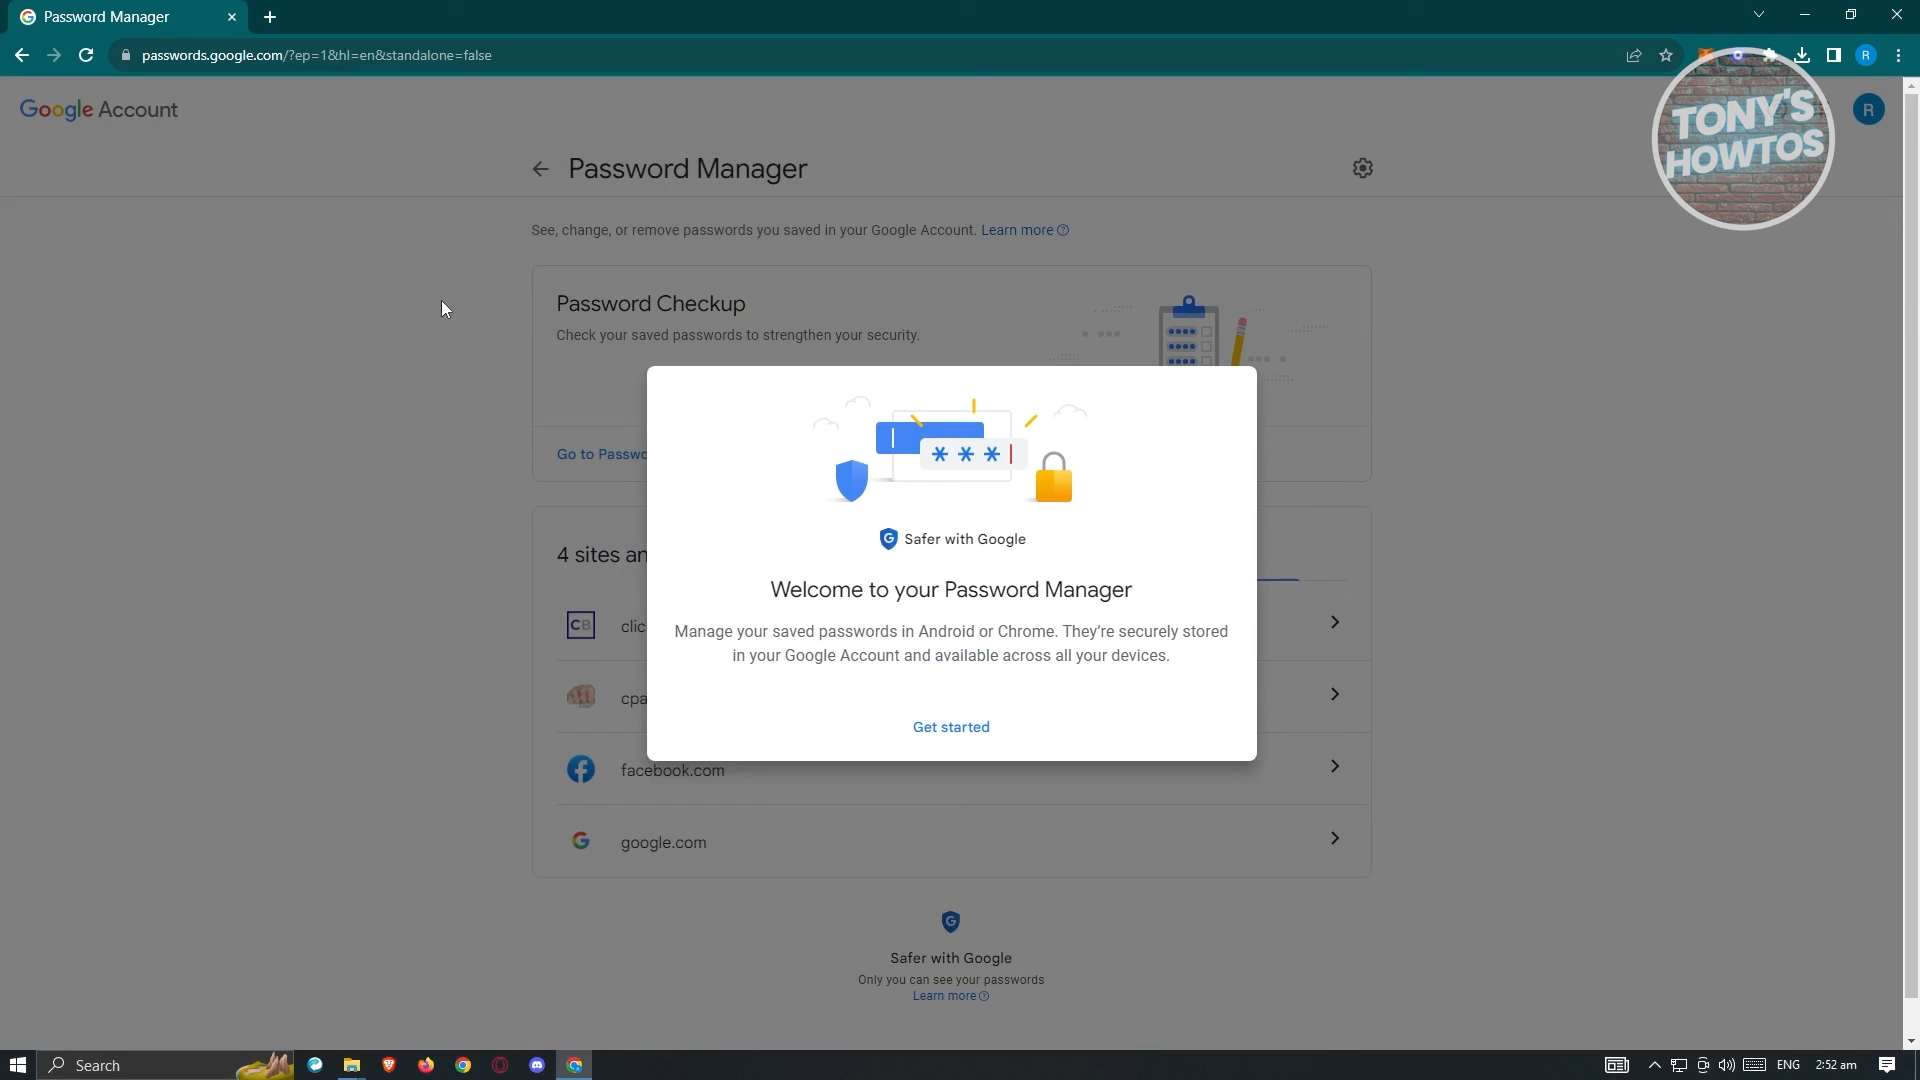 Password Manager
passwords.google.com/?ep=1&hl=en&standalone=false
R
Google Account
R
TONY'S
HOWTOS
Password Manager
See, change, or remove passwords you saved in your Google Account. Learn more
Password Checkup
Check your saved passwords to strengthen your security.
Go to Passwo
* * *
Safer with Google
Welcome to your Password Manager
Manage your saved passwords in Android or Chrome. They're securely stored
in your Google Account and available across all your devices.
Get started
4 sites an
CB clic
cpa
facebook.com
google.com
Safer with Google
Only you can see your passwords
Learn more
Search
ENG
2:52 am